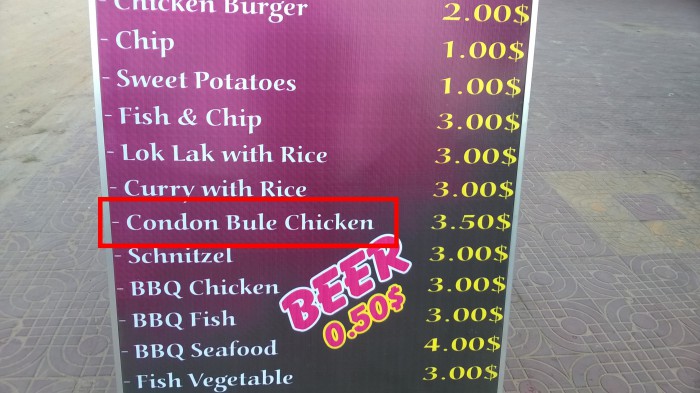 - Chicken Burger 2.00$
- Chip 1.00$
- Sweet Potatoes 1.00$
- Fish & Chip 3.00$
- Lok Lak with Rice 3.00$
- Curry with Rice 3.00$
- Condon Bule Chicken 3.50$
- Schnitzel 3.00$
- BBQ Chicken 3.00$
- BBQ Fish 3.00$
- BBQ Seafood 4.00$
- Fish Vegetable 3.00$
BEER
0.50$